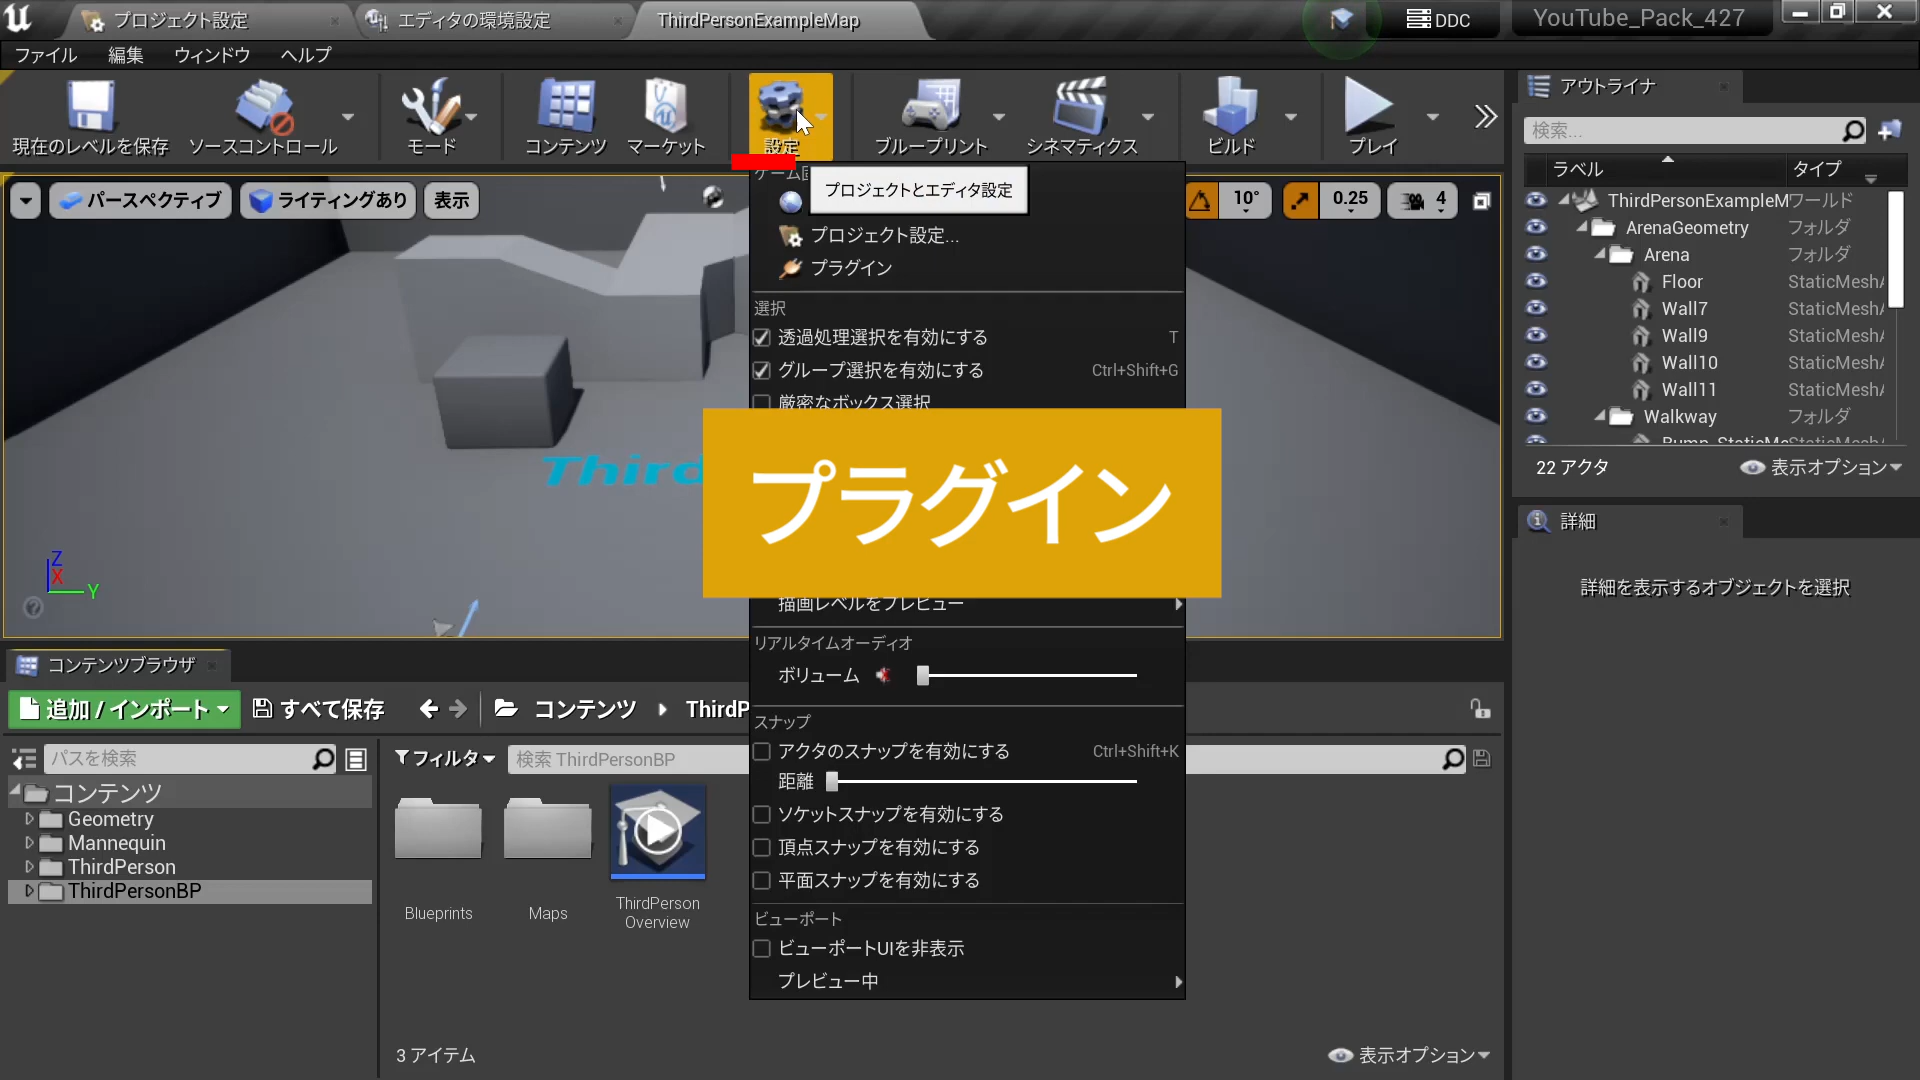 プロジェクト設定
エディタの環境設定
ThirdPersonExampleMap
DDC
YouTube_Pack_427
ファイル 編集 ウィンドウ ヘルプ
現在のレベルを保存
ソースコントロール
モード
コンテンツ
マーケット
設定
ブループリント
シネマティクス
ビルド
プレイ
プロジェクトとエディタ設定
パースペクティブ
ライティングあり
表示
10°
0.25
4
プロジェクト設定...
プラグイン
選択
透過処理選択を有効にする T
グループ選択を有効にする Ctrl+Shift+G
厳密なボックス選択
プラグイン
Third
Z
X
Y
描画レベルをプレビュー
リアルタイムオーディオ
ボリューム
スナップ
アクタのスナップを有効にする Ctrl+Shift+K
距離
ソケットスナップを有効にする
頂点スナップを有効にする
平面スナップを有効にする
ビューポート
ビューポートUIを非表示
プレビュー中
アウトライナ
検索...
ラベル タイプ
ThirdPersonExampleM ワールド
ArenaGeometry フォルダ
Arena フォルダ
Floor StaticMeshA
Wall7 StaticMeshA
Wall9 StaticMeshA
Wall10 StaticMeshA
Wall11 StaticMeshA
Walkway フォルダ
22 アクタ
表示オプション
詳細
詳細を表示するオブジェクトを選択
コンテンツブラウザ
追加 / インポート
すべて保存
コンテンツ
ThirdP
パスを検索
フィルタ
検索 ThirdPersonBP
コンテンツ
Geometry
Mannequin
ThirdPerson
ThirdPersonBP
Blueprints
Maps
ThirdPerson
Overview
3 アイテム
表示オプション